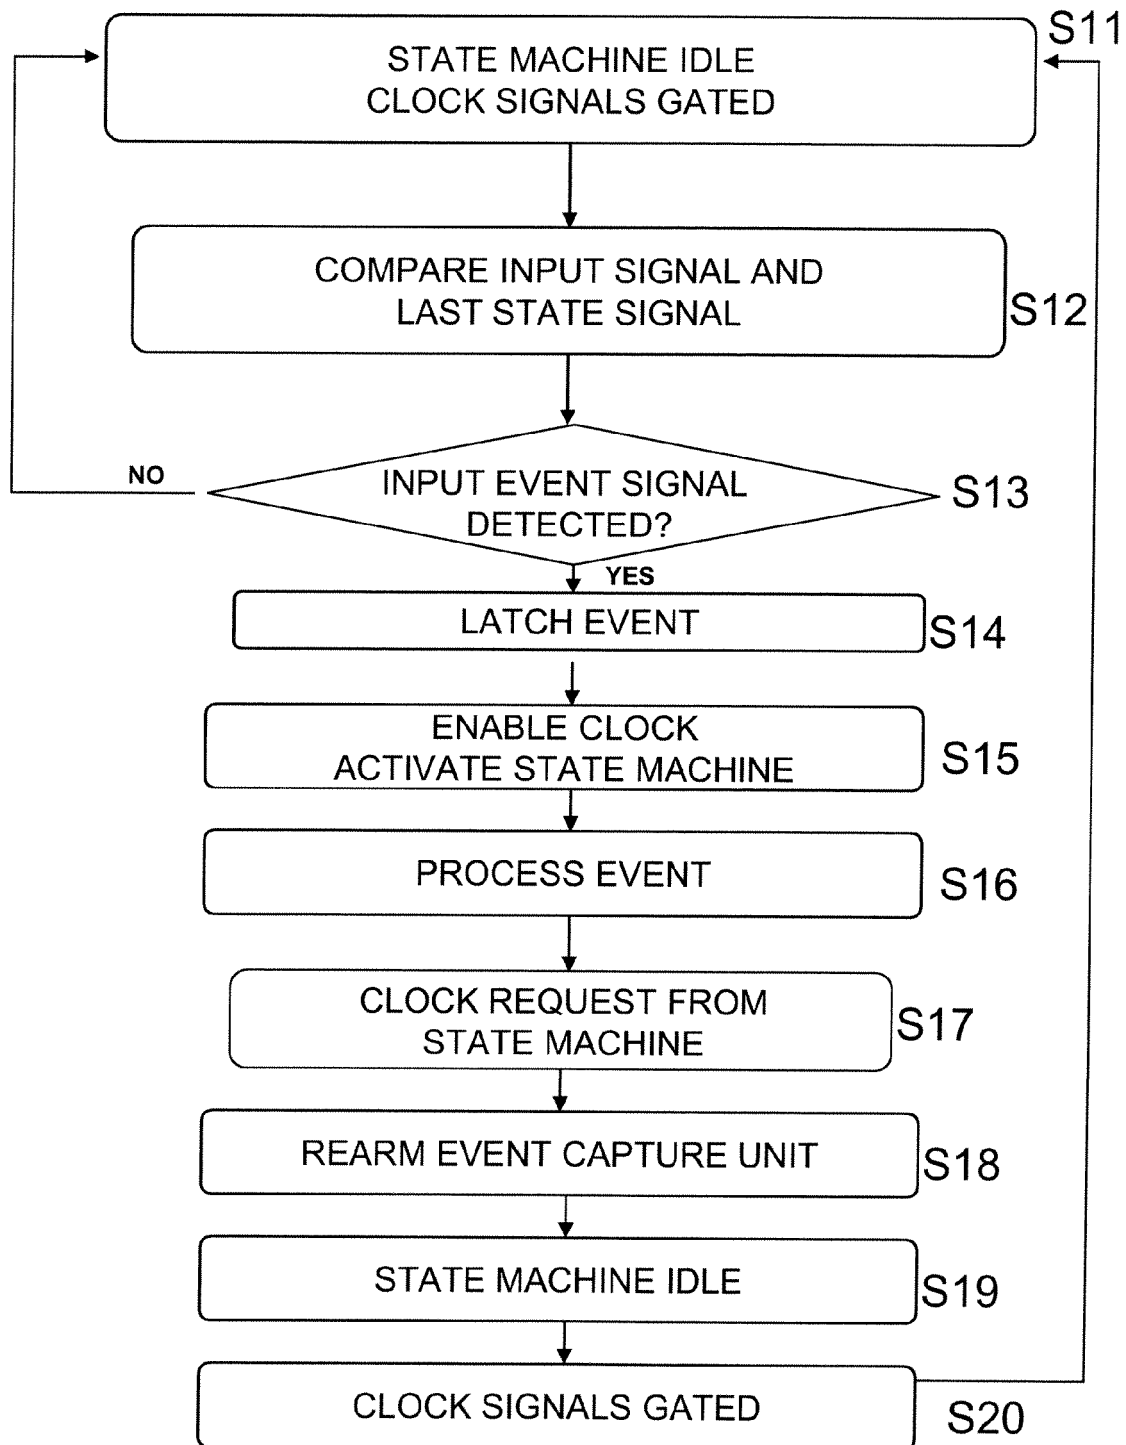 S11
STATE MACHINE IDLE
CLOCK SIGNALS GATED
COMPARE INPUT SIGNAL AND
LAST STATE SIGNAL
S12
NO
INPUT EVENT SIGNAL
DETECTED?
S13
YES
LATCH EVENT
S14
ENABLE CLOCK
ACTIVATE STATE MACHINE
S15
PROCESS EVENT
S16
CLOCK REQUEST FROM
STATE MACHINE
S17
REARM EVENT CAPTURE UNIT
S18
STATE MACHINE IDLE
S19
CLOCK SIGNALS GATED
S20